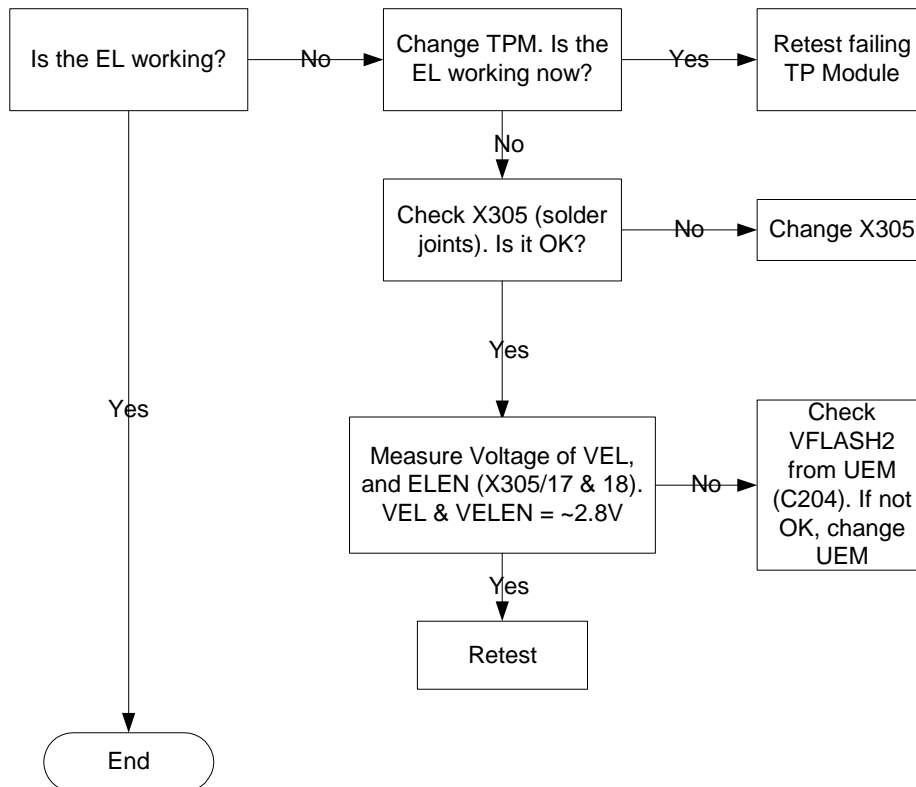 Is the EL working?
No
Change TPM. Is the
EL working now?
Yes
Retest failing
TP Module
No
Check X305 (solder
joints). Is it OK?
No
Change X305
Yes
Yes
Measure Voltage of VEL,
and ELEN (X305/17 & 18).
VEL & VELEN = ~2.8V
No
Check
VFLASH2
from UEM
(C204). If not
OK, change
UEM
Yes
Retest
End